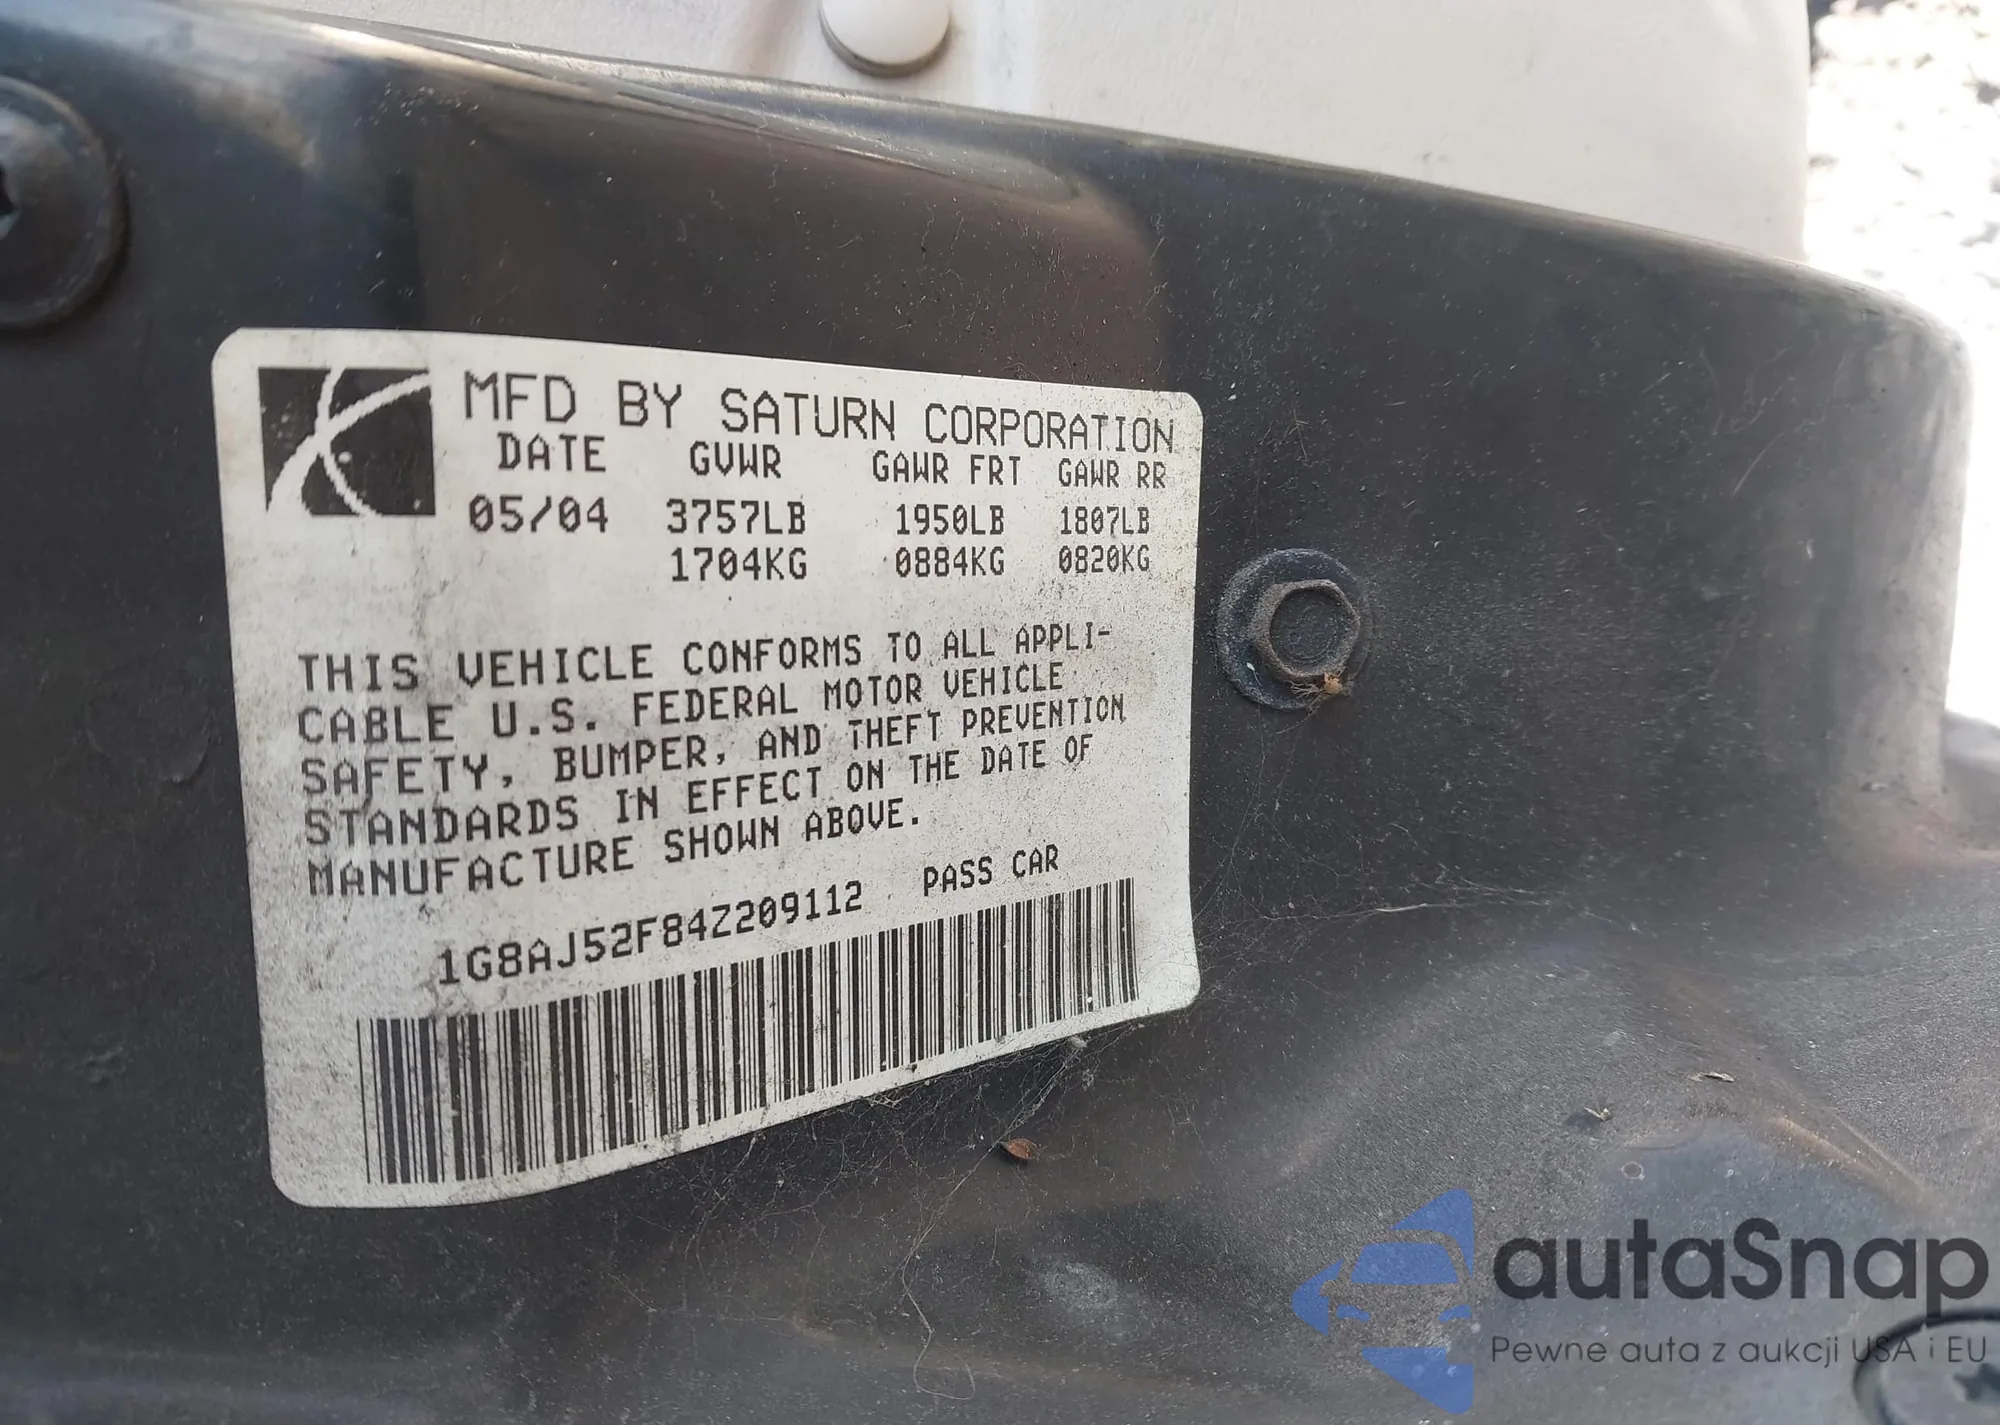 MFD BY SATURN CORPORATION
DATE GVWR GAWR FRT GAWR RR
05/04 3757LB 1950LB 1807LB
1704KG 0884KG 0820KG
THIS VEHICLE CONFORMS TO ALL APPLI-
CABLE U.S. FEDERAL MOTOR VEHICLE
SAFETY, BUMPER, AND THEFT PREVENTION
STANDARDS IN EFFECT ON THE DATE OF
MANUFACTURE SHOWN ABOVE.
1G8AJ52F84Z209112 PASS CAR
autaSnap
Pewne auta z aukcji USA i EU